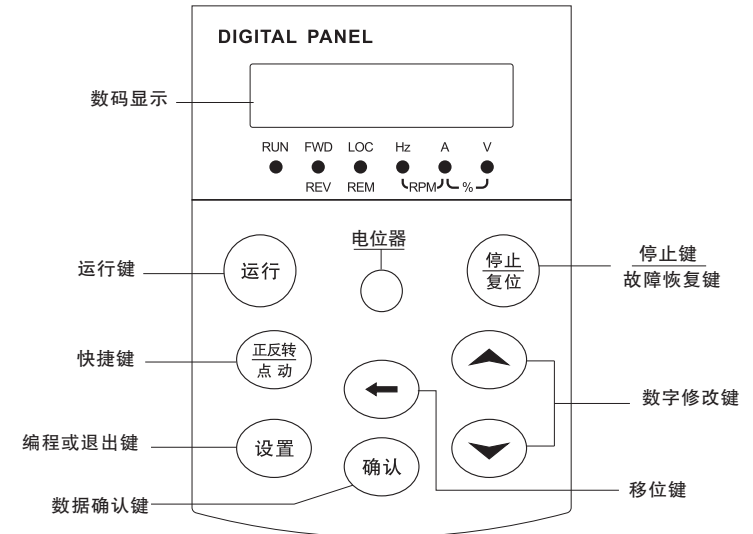 DIGITAL PANEL
数码显示
RUN FWD LOC Hz A V
REV REM RPM %
电位器
运行键
运行
停止
复位
停止键
故障恢复键
快捷键
正反转
点动
数字修改键
编程或退出键
设置
确认
移位键
数据确认键